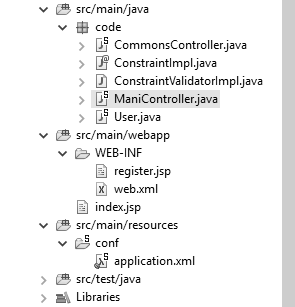 src/main/java
code
CommonsController.java
ConstraintImpl.java
ConstraintValidatorImpl.java
ManiController.java
User.java
src/main/webapp
WEB-INF
register.jsp
web.xml
index.jsp
src/main/resources
conf
application.xml
src/test/java
Libraries